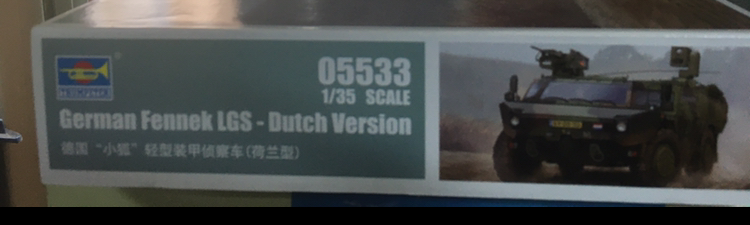 05533
1/35 SCALE
German Fennek LGS - Dutch Version
德国“小狐”轻型装甲侦察车(荷兰型)